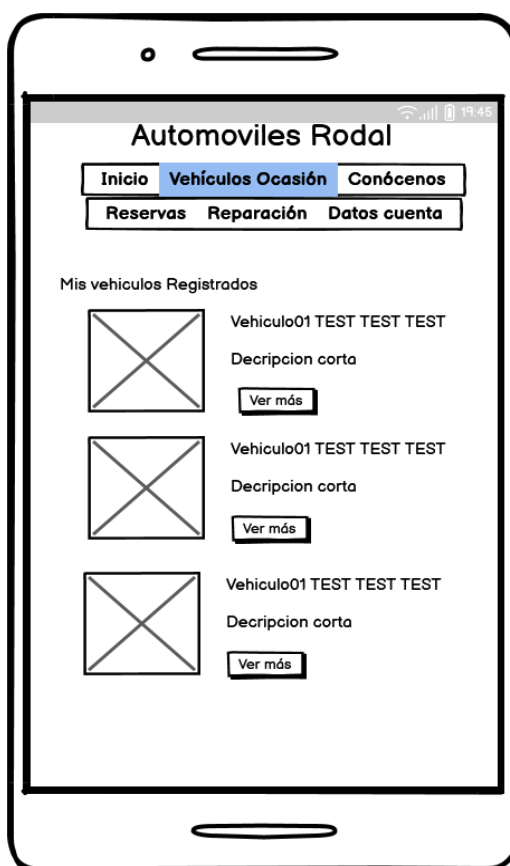 19:45
Automoviles Rodal
Inicio Vehículos Ocasión Conócenos
Reservas Reparación Datos cuenta
Mis vehiculos Registrados
Vehiculo01 TEST TEST TEST
Decripcion corta
Ver más
Vehiculo01 TEST TEST TEST
Decripcion corta
Ver más
Vehiculo01 TEST TEST TEST
Decripcion corta
Ver más